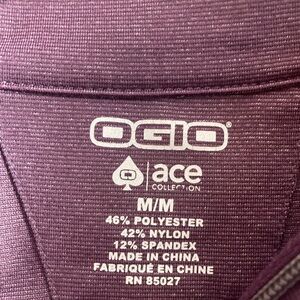 OGIO®
ace
COLLECTION
M/M
46% POLYESTER
42% NYLON
12% SPANDEX
MADE IN CHINA
FABRIQUÉ EN CHINE
RN 85027